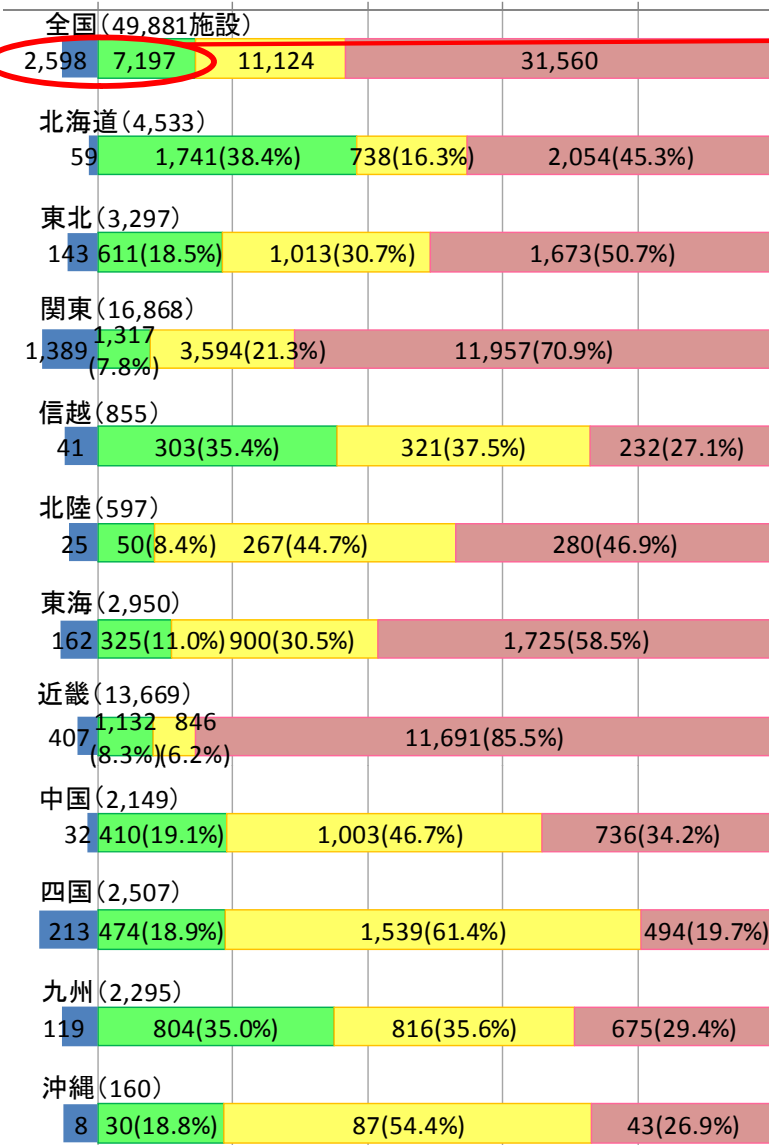 全国(49,881施設)
2,598 7,197 11,124 31,560
北海道(4,533)
59 1,741(38.4%) 738(16.3%) 2,054(45.3%)
東北(3,297)
143 611(18.5%) 1,013(30.7%) 1,673(50.7%)
関東(16,868)
1,389 1,317 (7.8%) 3,594(21.3%) 11,957(70.9%)
信越(855)
41 303(35.4%) 321(37.5%) 232(27.1%)
北陸(597)
25 50(8.4%) 267(44.7%) 280(46.9%)
東海(2,950)
162 325(11.0%) 900(30.5%) 1,725(58.5%)
近畿(13,669)
407 1,132 (8.3%) 846 (6.2%) 11,691(85.5%)
中国(2,149)
32 410(19.1%) 1,003(46.7%) 736(34.2%)
四国(2,507)
213 474(18.9%) 1,539(61.4%) 494(19.7%)
九州(2,295)
119 804(35.0%) 816(35.6%) 675(29.4%)
沖縄(160)
8 30(18.8%) 87(54.4%) 43(26.9%)